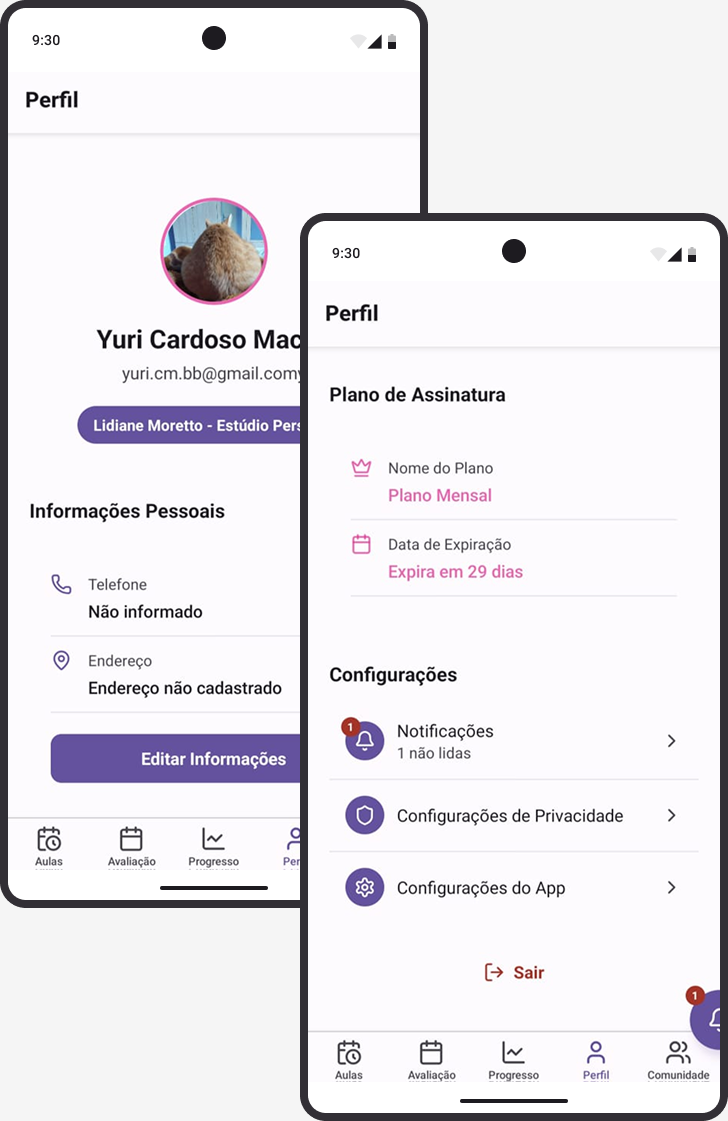 9:30
Perfil
Yuri Cardoso Mac
yuri.cm.bb@gmail.com
Lidiane Moretto - Estúdio Pers
Informações Pessoais
Telefone
Não informado
Endereço
Endereço não cadastrado
Editar Informações
Aulas
Avaliação
Progresso
Per
9:30
Perfil
Plano de Assinatura
Nome do Plano
Plano Mensal
Data de Expiração
Expira em 29 dias
Configurações
1
Notificações
1 não lidas
Configurações de Privacidade
Configurações do App
Sair
1
Aulas
Avaliação
Progresso
Perfil
Comunidade